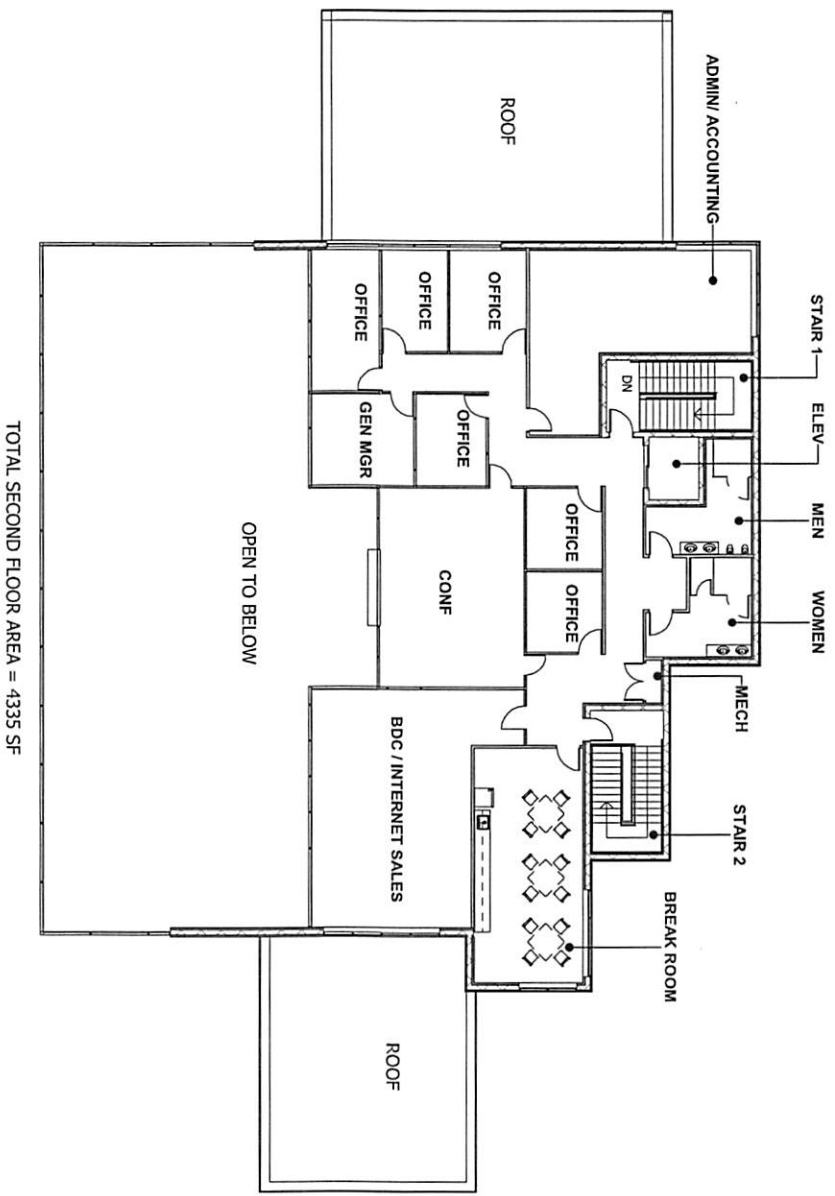 ADMIN/ ACCOUNTING
STAIR 1
ELEV
MEN
WOMEN
MECH
STAIR 2
BREAK ROOM
DN
ROOF
OFFICE
OFFICE
OFFICE
GEN MGR
OFFICE
OFFICE
OFFICE
CONF
BDC / INTERNET SALES
OPEN TO BELOW
ROOF
TOTAL SECOND FLOOR AREA = 4335 SF